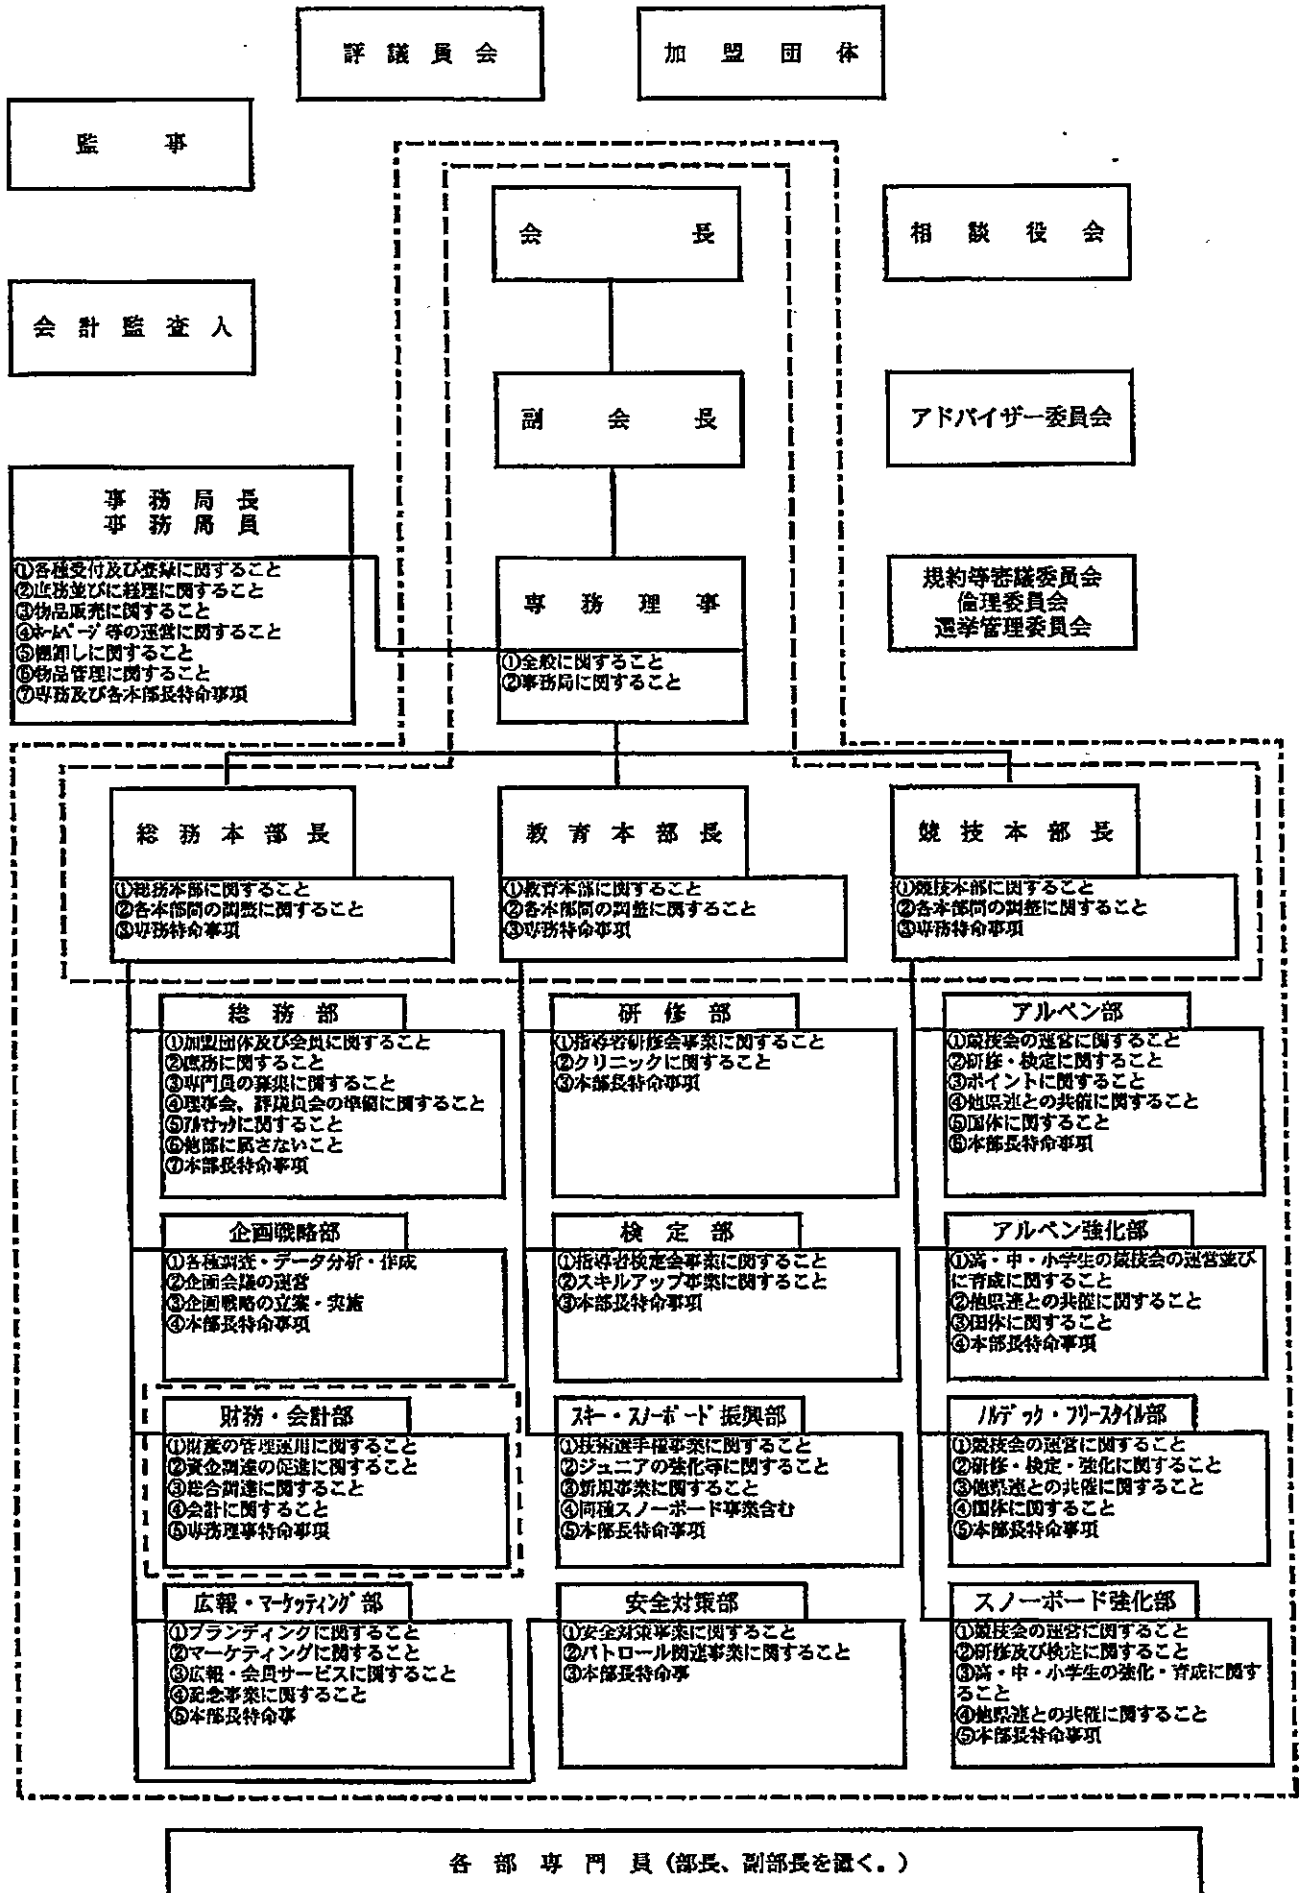 評議員会
加盟団体
監事
会長
相談役会
会計監査人
副会長
アドバイザー委員会
事務局長
事務局員
①各種受付及び登録に関すること
②庶務並びに経理に関すること
③物品販売に関すること
④ホームページ等の運営に関すること
⑤棚卸しに関すること
⑥物品管理に関すること
⑦専務及び各本部長特命事項
専務理事
①全般に関すること
②事務局に関すること
規約等審議委員会
倫理委員会
選挙管理委員会
総務本部長
①総務本部に関すること
②各本部間の調整に関すること
③専務特命事項
教育本部長
①教育本部に関すること
②各本部間の調整に関すること
③専務特命事項
競技本部長
①競技本部に関すること
②各本部間の調整に関すること
③専務特命事項
総務部
①加盟団体及び会員に関すること
②庶務に関すること
③専門員の募集に関すること
④理事会、評議員会の準備に関すること
⑤アルマナックに関すること
⑥他部に属さないこと
⑦本部長特命事項
研修部
①指導者研修会事業に関すること
②クリニックに関すること
③本部長特命事項
アルペン部
①競技会の運営に関すること
②研修・検定に関すること
③ポイントに関すること
④他県連との共催に関すること
⑤国体に関すること
⑥本部長特命事項
企画戦略部
①各種調査・データ分析・作成
②企画会議の運営
③企画戦略の立案・実施
④本部長特命事項
検定部
①指導者検定会事業に関すること
②スキルアップ事業に関すること
③本部長特命事項
アルペン強化部
①高・中・小学生の競技会の運営並び
に育成に関すること
②他県連との共催に関すること
③国体に関すること
④本部長特命事項
財務・会計部
①財産の管理運用に関すること
②資金調達の促進に関すること
③総合調達に関すること
④会計に関すること
⑤専務理事特命事項
スキー・スノーボード振興部
①技術選手権事業に関すること
②ジュニアの強化等に関すること
③新規事業に関すること
④同種スノーボード事業含む
⑤本部長特命事項
ノルデック・フリースタイル部
①競技会の運営に関すること
②研修・検定・強化に関すること
③他県連との共催に関すること
④国体に関すること
⑤本部長特命事項
広報・マーケッティング部
①ブランディングに関すること
②マーケティングに関すること
③広報・会員サービスに関すること
④記念事業に関すること
⑤本部長特命事
安全対策部
①安全対策事業に関すること
②パトロール関連事業に関すること
③本部長特命事
スノーボード強化部
①競技会の運営に関すること
②研修及び検定に関すること
③高・中・小学生の強化・育成に関す
ること
④他県連との共催に関すること
⑤本部長特命事項
各部専門員（部長、副部長を置く。）